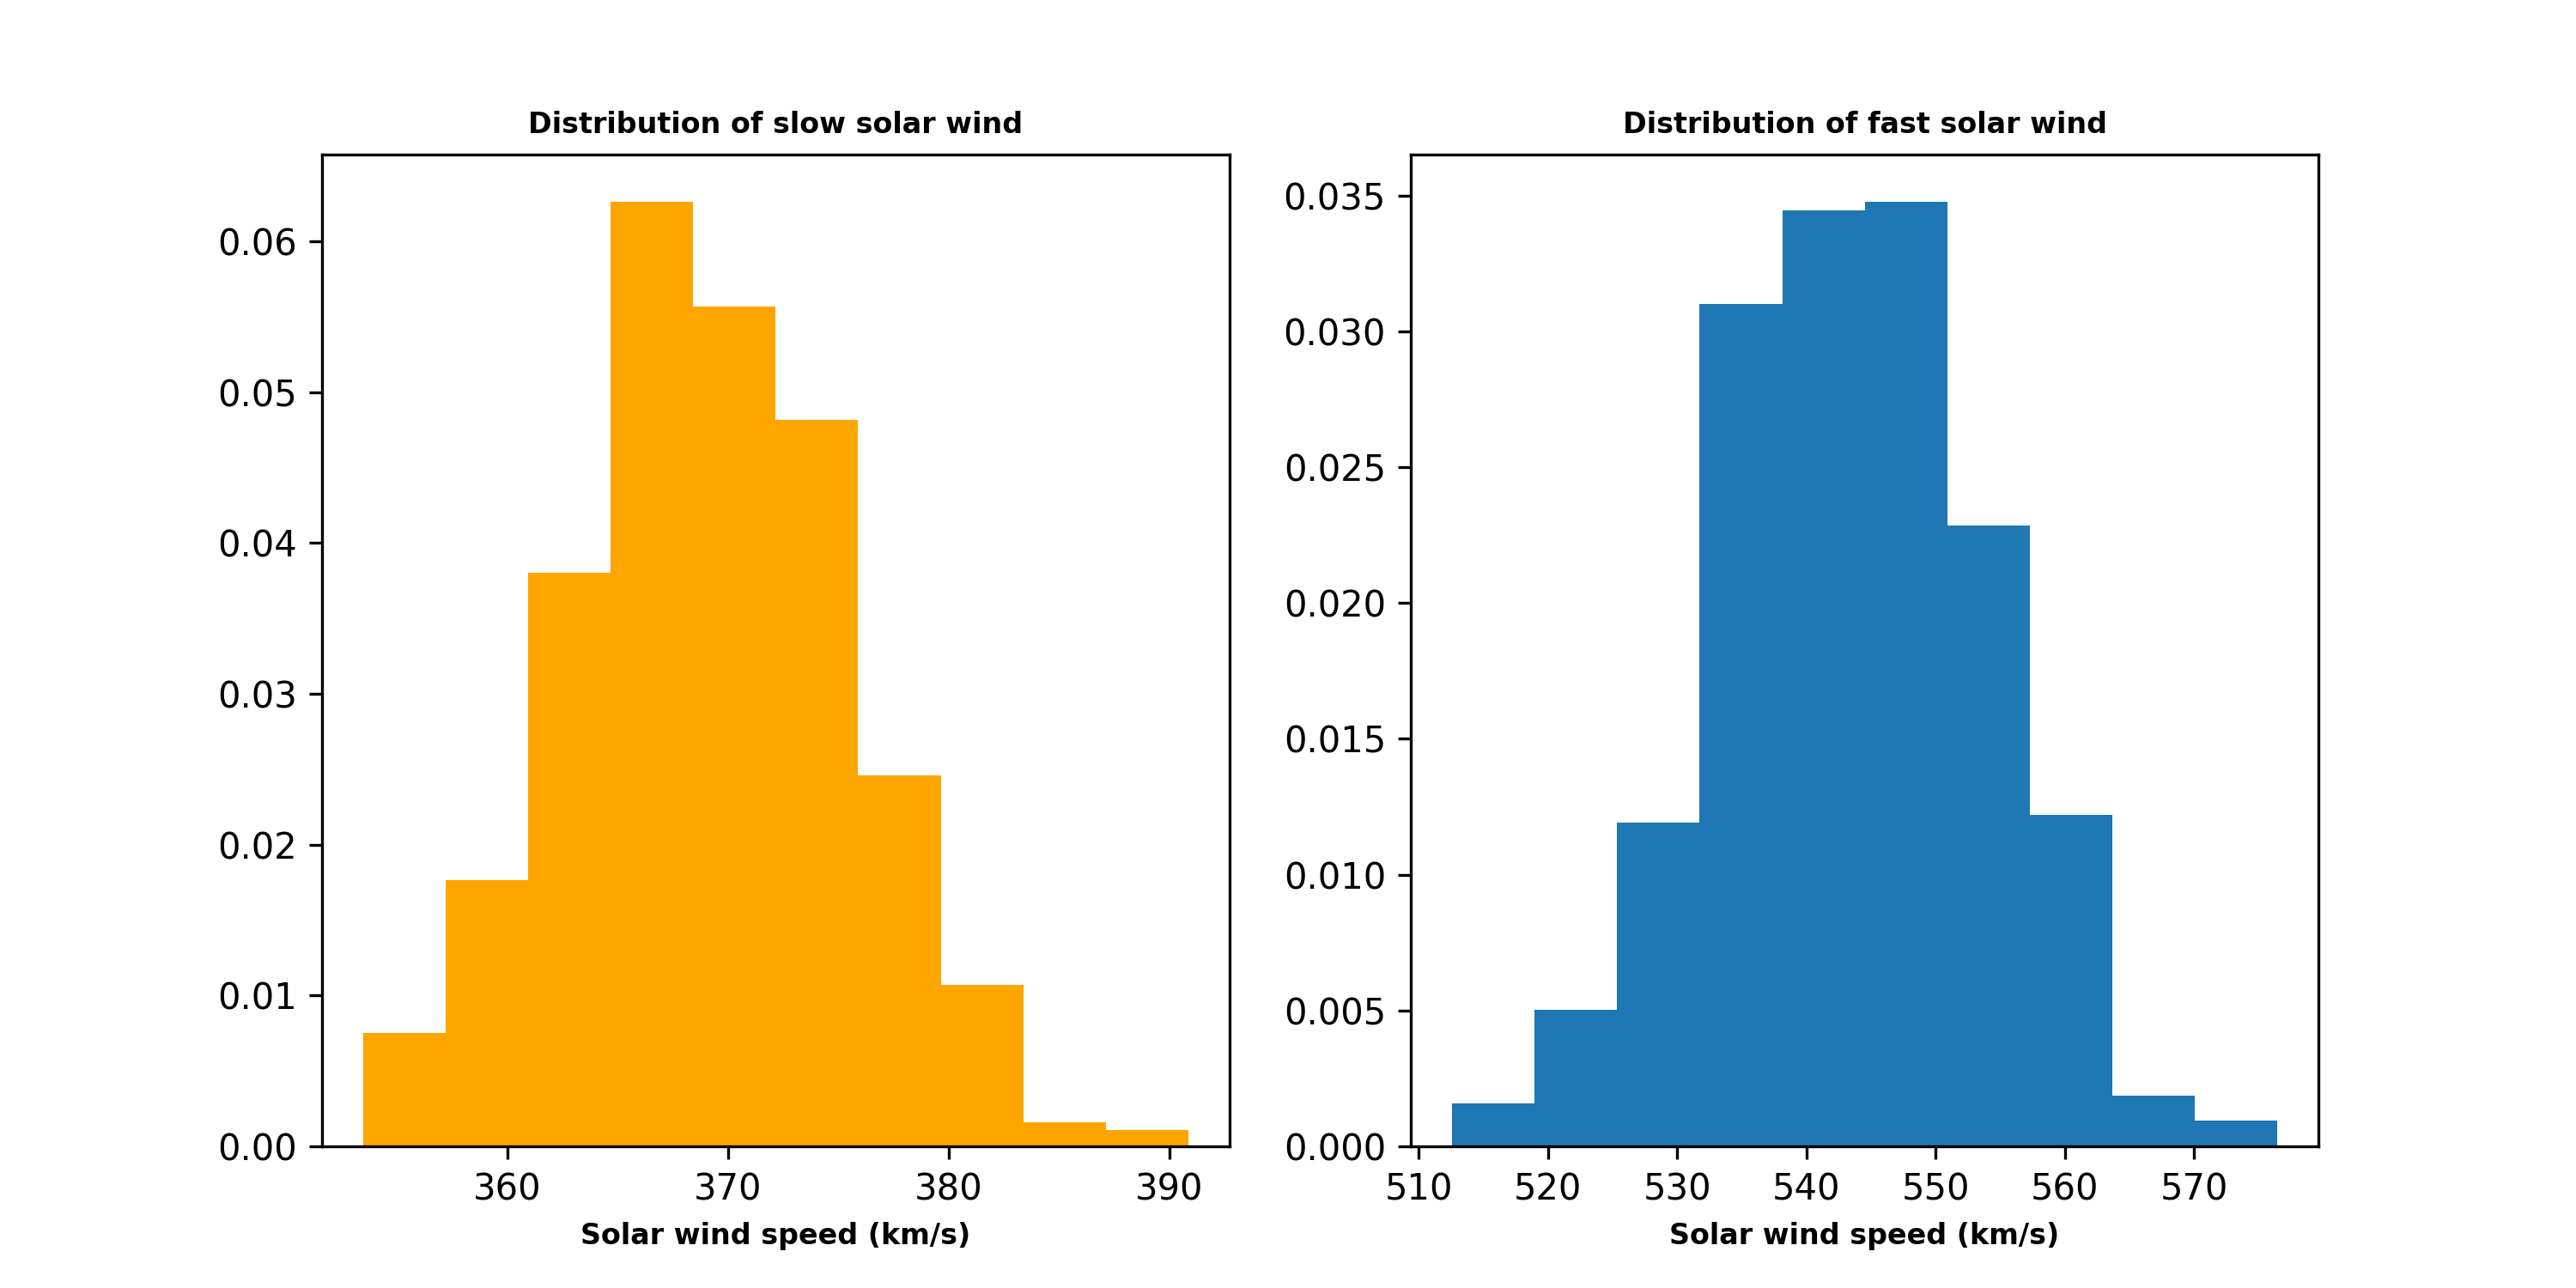 Distribution of slow solar wind
0.06
0.05
0.04
0.03
0.02
0.01
0.00
360 370 380 390
Solar wind speed (km/s)
Distribution of fast solar wind
0.035
0.030
0.025
0.020
0.015
0.010
0.005
0.000
510 520 530 540 550 560 570
Solar wind speed (km/s)